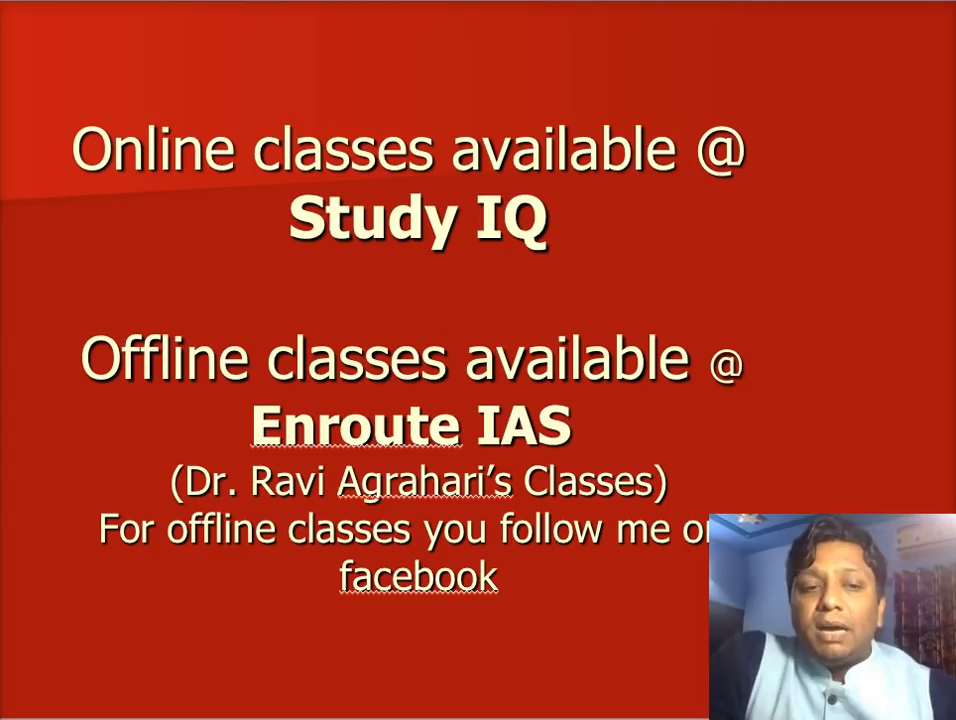 Online classes available @
Study IQ
Offline classes available @
Enroute IAS
(Dr. Ravi Agrahari’s Classes)
For offline classes you follow me on
facebook